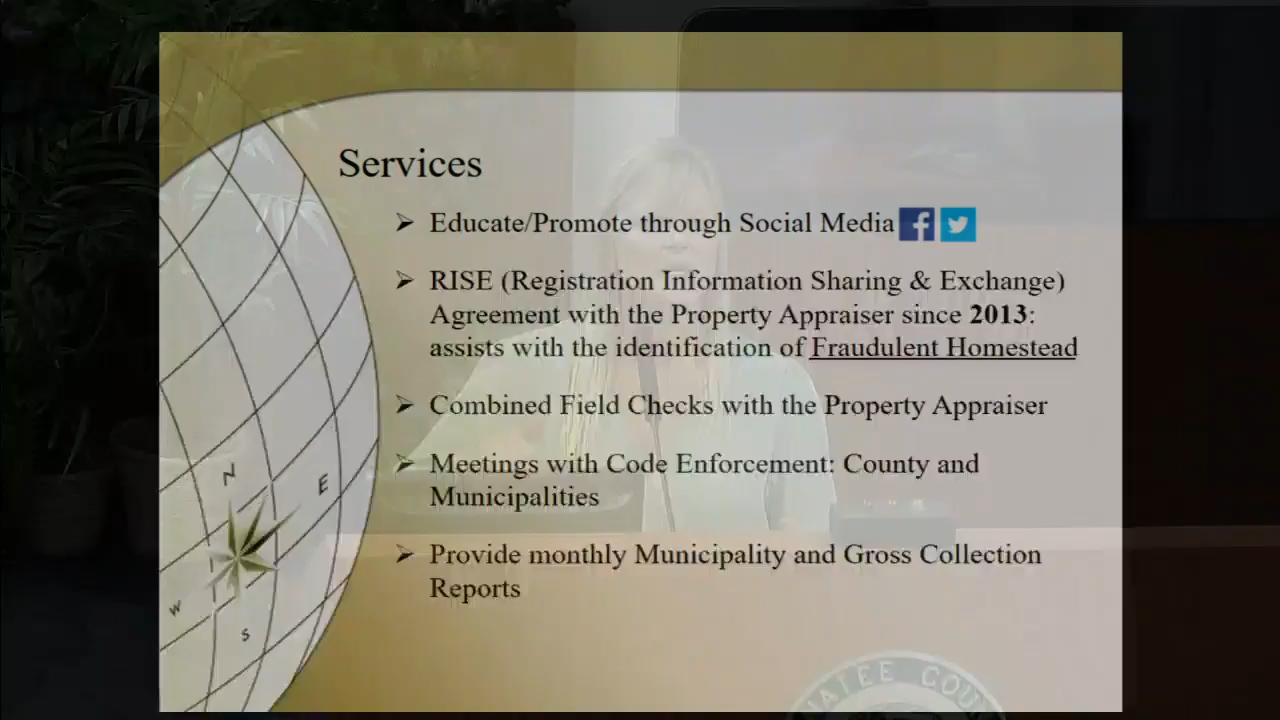 Services
➢ Educate/Promote through Social Media
➢ RISE (Registration Information Sharing & Exchange)
Agreement with the Property Appraiser since 2013:
assists with the identification of Fraudulent Homestead
➢ Combined Field Checks with the Property Appraiser
➢ Meetings with Code Enforcement: County and
Municipalities
➢ Provide monthly Municipality and Gross Collection
Reports
N
E
W
S